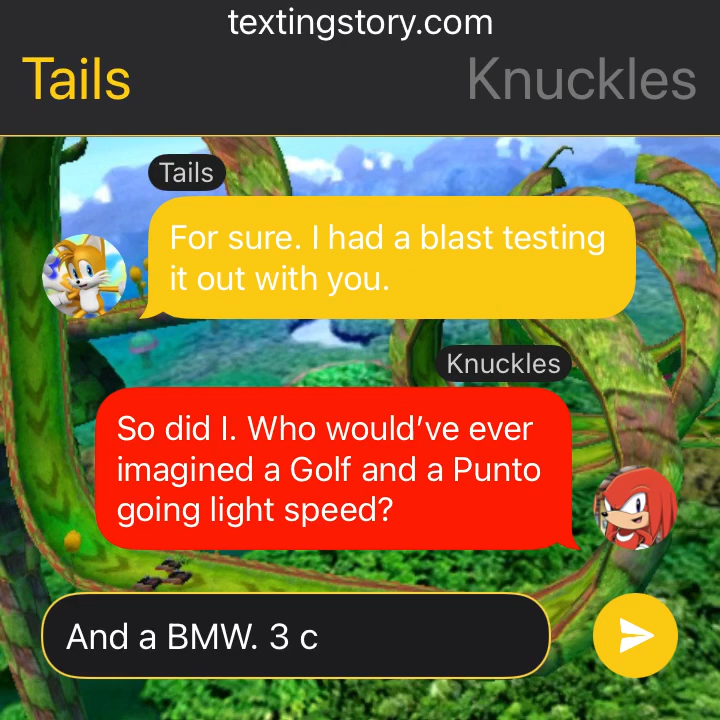 textingstory.com
Tails
Knuckles
Tails
For sure. I had a blast testing
it out with you.
Knuckles
So did I. Who would’ve ever
imagined a Golf and a Punto
going light speed?
And a BMW. 3 c